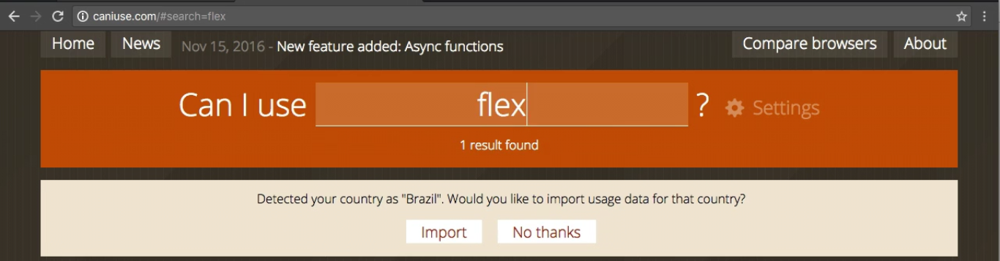 caniuse.com/#search=flex
Home News Nov 15, 2016 - New feature added: Async functions Compare browsers About
Can I use flex ? Settings
1 result found
Detected your country as "Brazil". Would you like to import usage data for that country?
Import No thanks